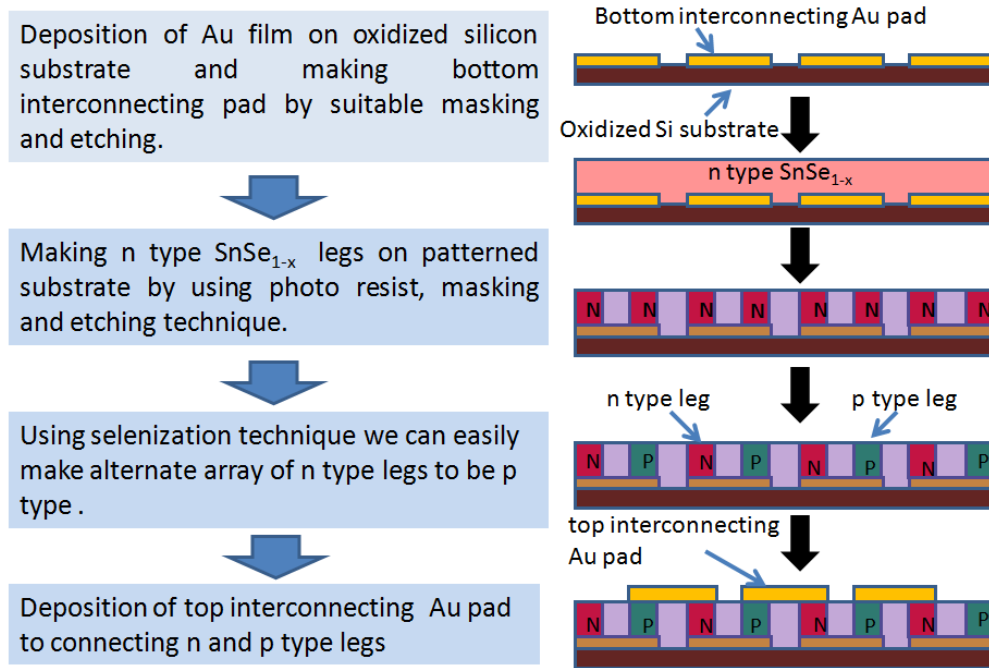 Deposition of Au film on oxidized silicon
substrate and making bottom
interconnecting pad by suitable masking
and etching.
Making n type SnSe1-x legs on patterned
substrate by using photo resist, masking
and etching technique.
Using selenization technique we can easily
make alternate array of n type legs to be p
type .
Deposition of top interconnecting Au pad
to connecting n and p type legs
Bottom interconnecting Au pad
Oxidized Si substrate
n type SnSe1-x
N N N N N N N N
n type leg p type leg
N P N P N P N P
top interconnecting
Au pad
N P N P N P N P